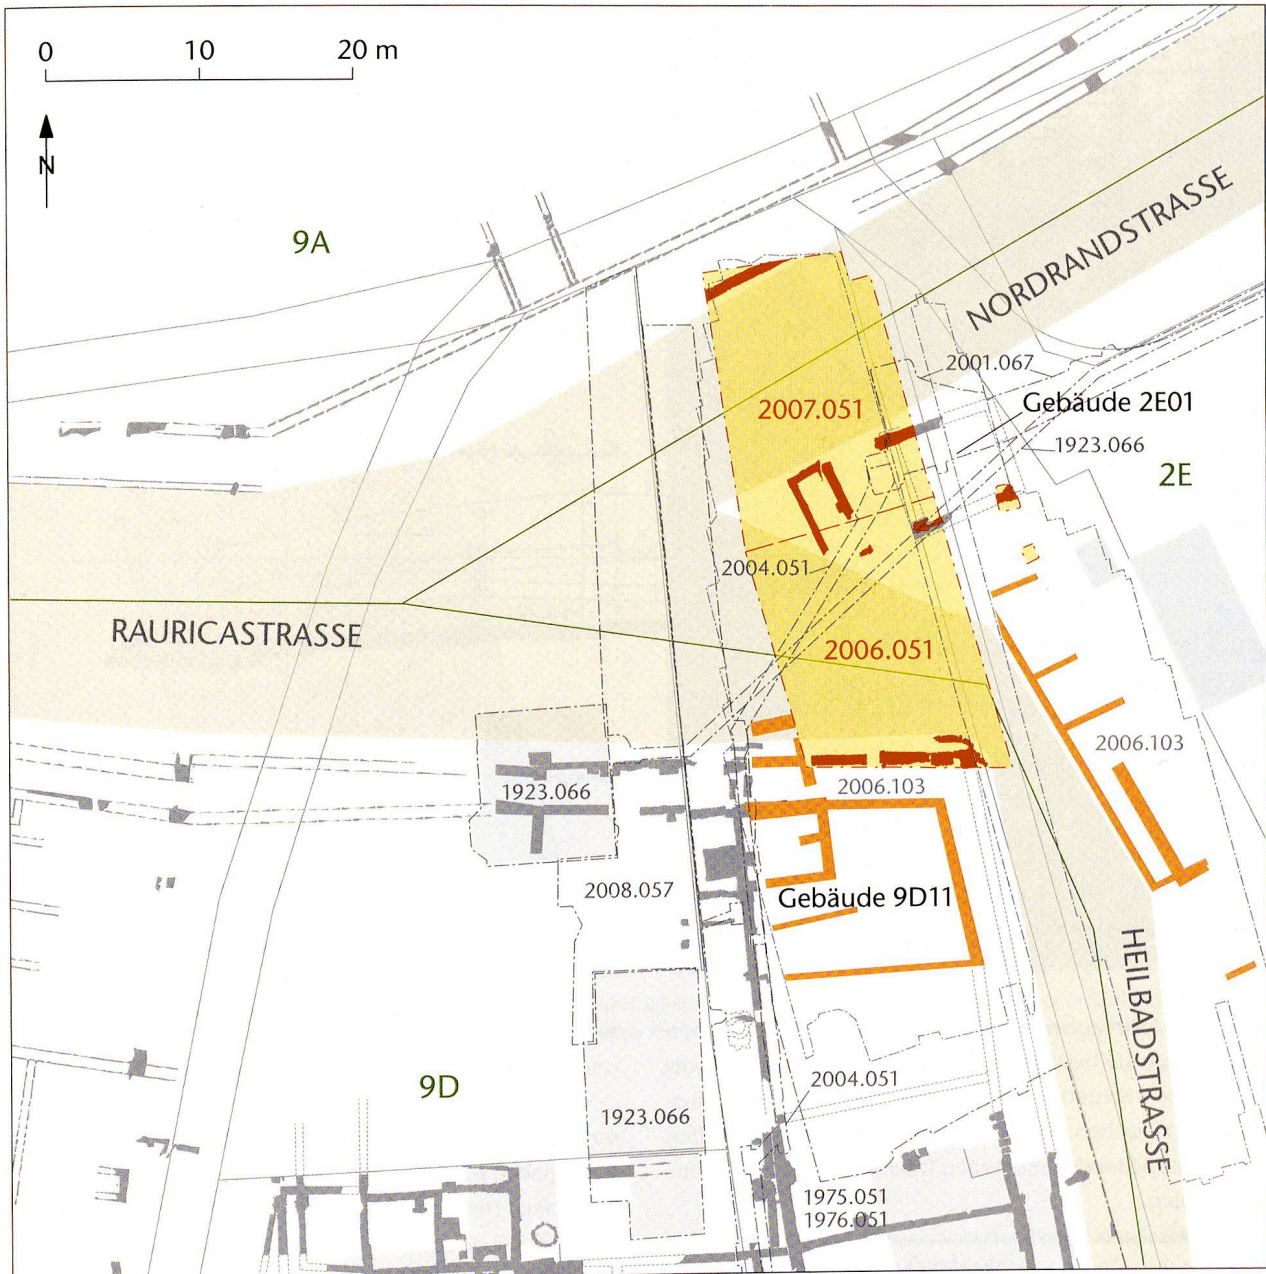 0 10 20 m
N
9A
NORDRANDSTRASSE
2001.067
2007.051
Gebäude 2E01
1923.066
2E
2004.051
RAURICASTRASSE
2006.051
2006.103
1923.066
2006.103
2008.057
Gebäude 9D11
HEILBADSTRASSE
2004.051
9D
1923.066
1975.051
1976.051